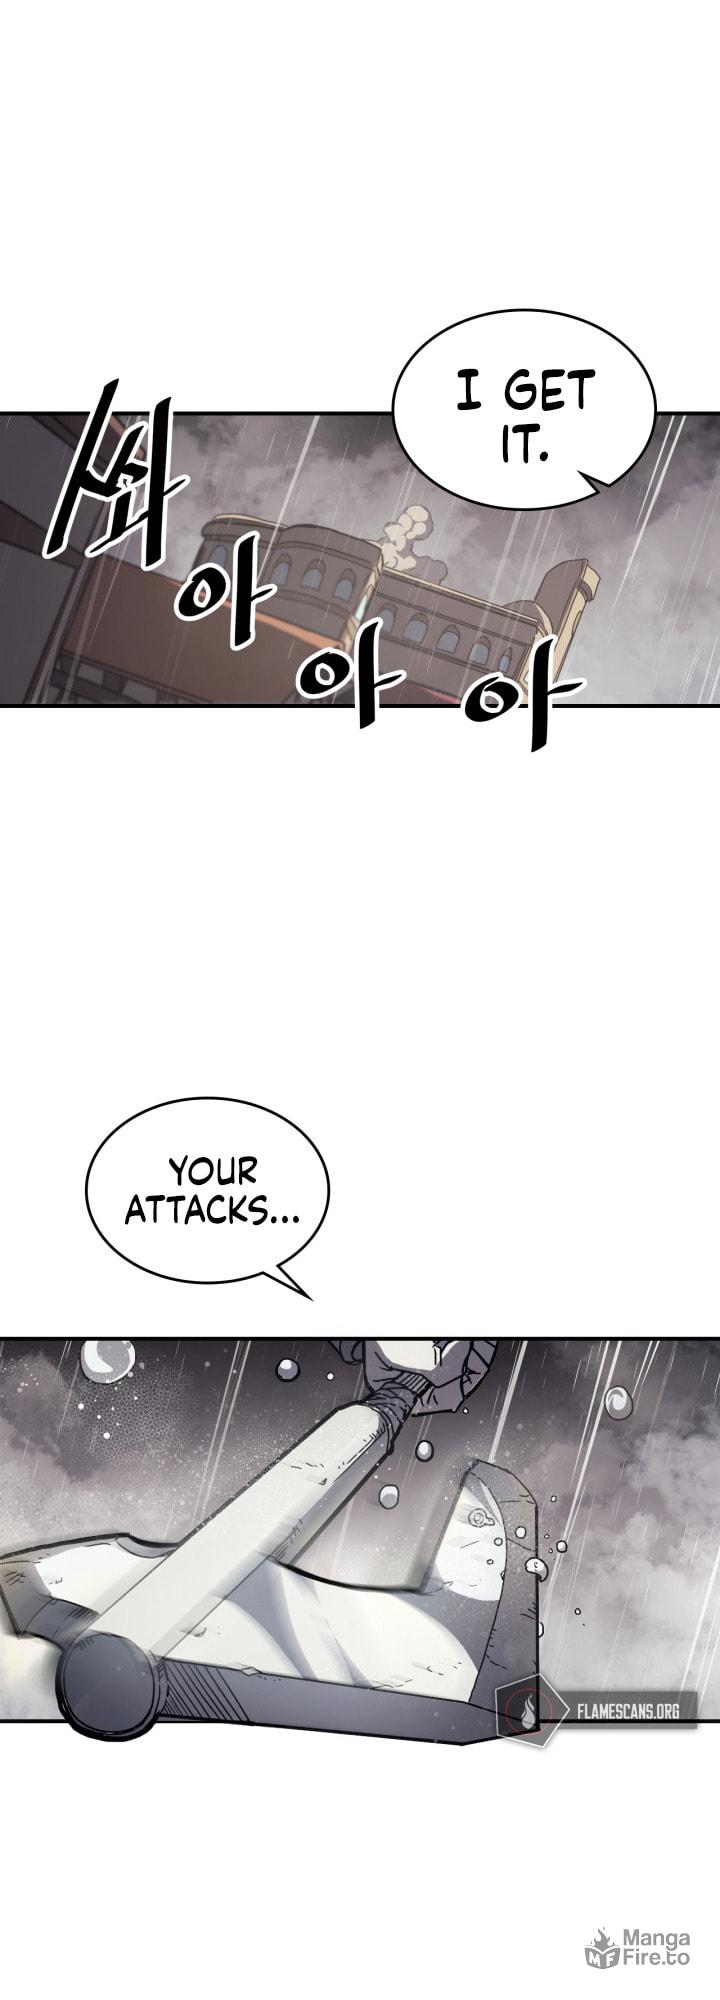 I GET
IT.
쏴
아
아
아
YOUR
ATTACKS...
FLAMESCANS.ORG
Manga
Fire.to